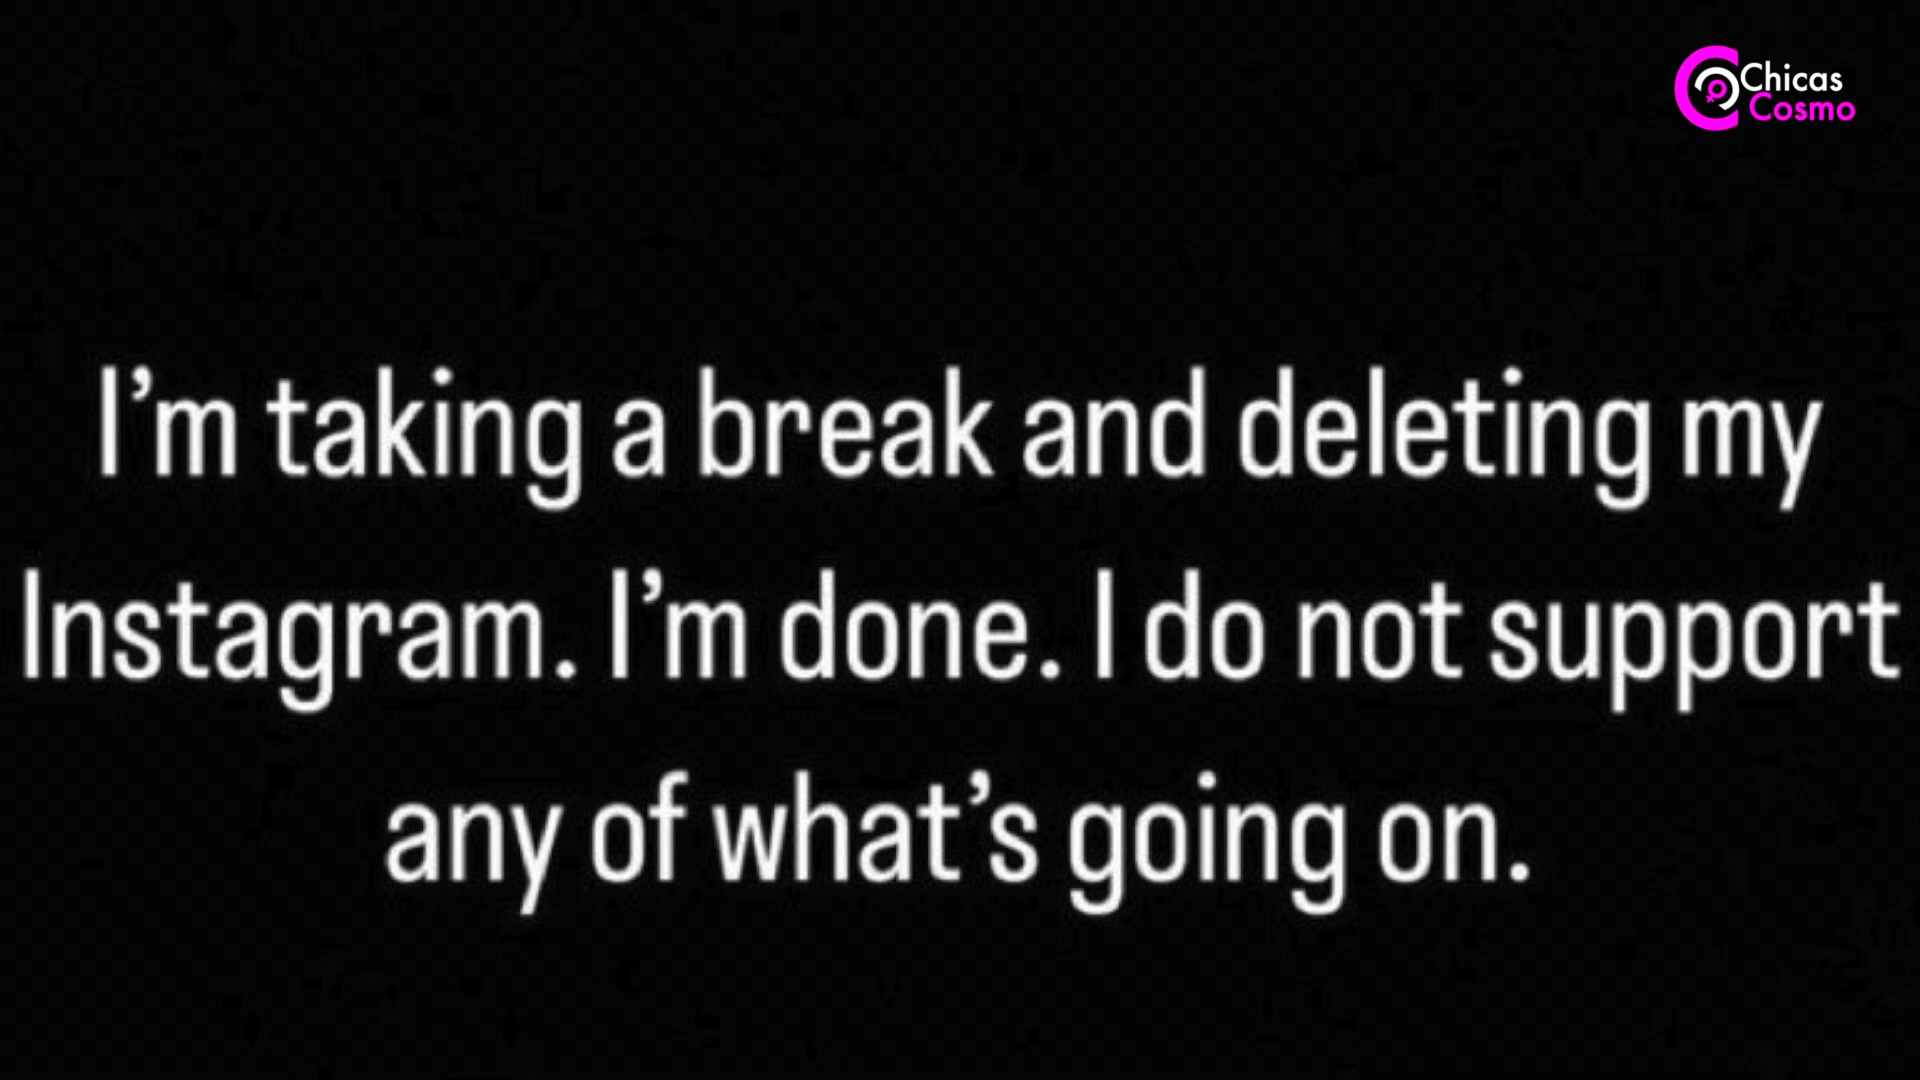 Chicas
Cosmo
I'm taking a break and deleting my
Instagram. I'm done. I do not support
any of what's going on.